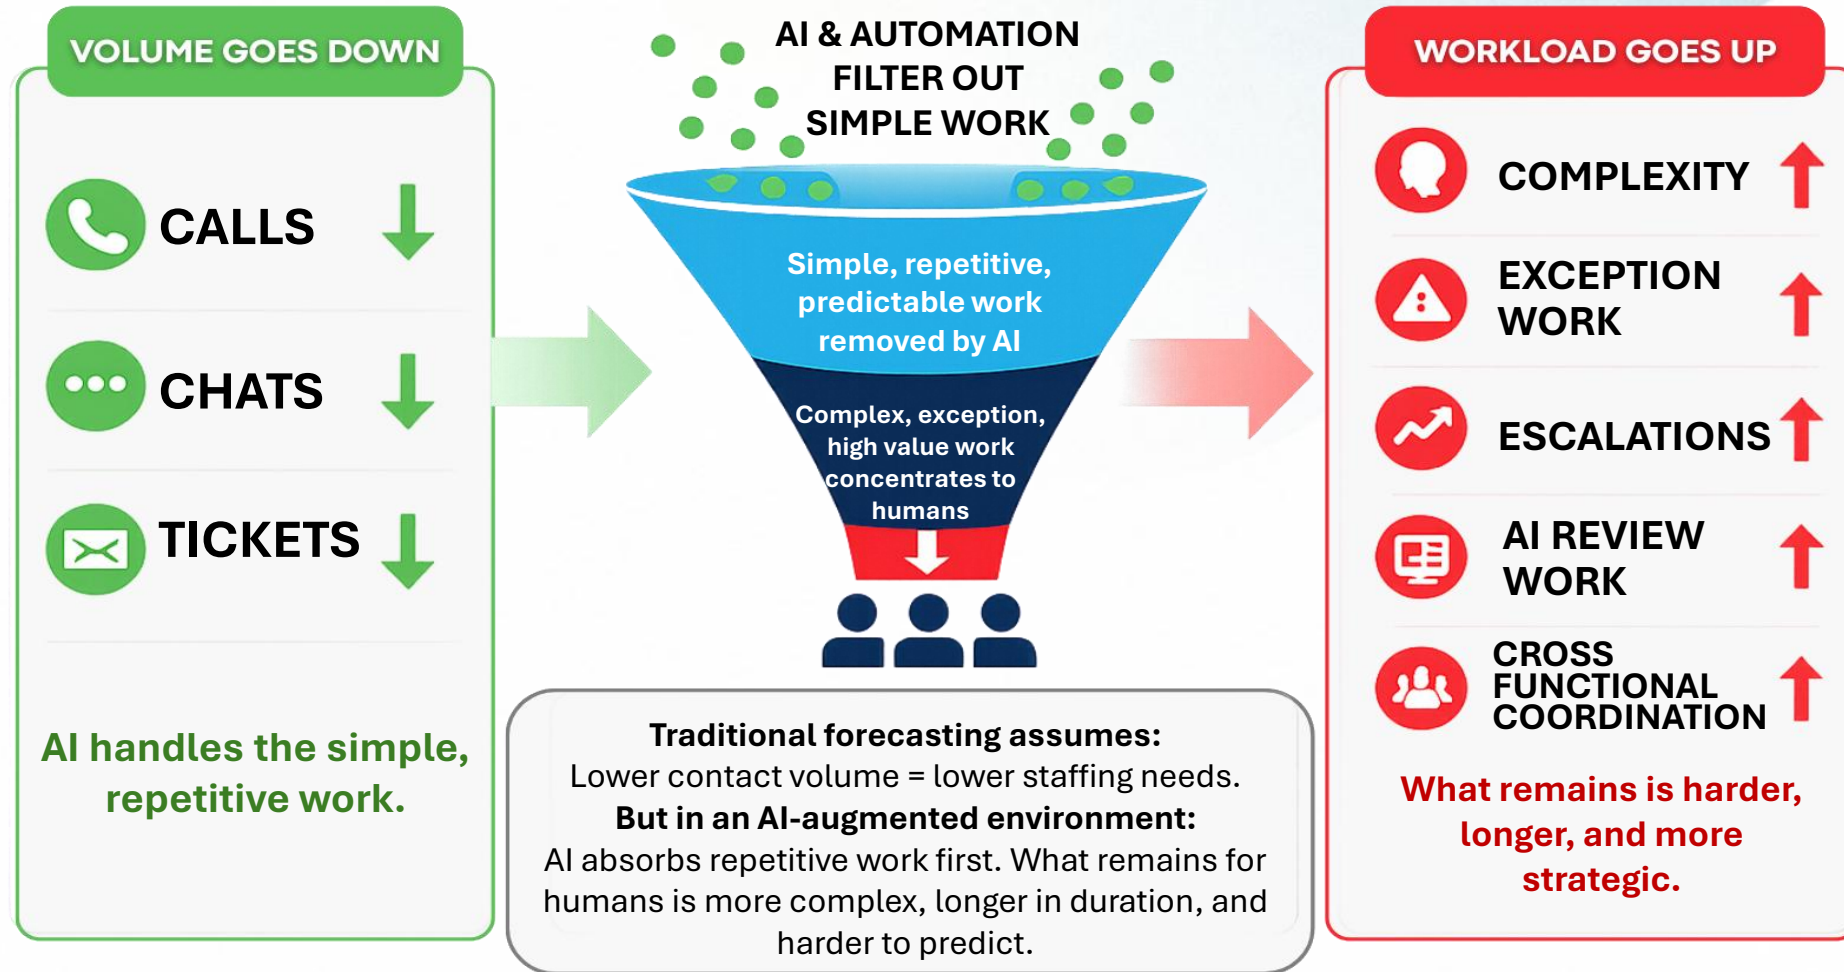 VOLUME GOES DOWN
CALLS
CHATS
TICKETS
AI handles the simple,
repetitive work.
AI & AUTOMATION
FILTER OUT
SIMPLE WORK
Simple, repetitive,
predictable work
removed by AI
Complex, exception,
high value work
concentrates to
humans
Traditional forecasting assumes:
Lower contact volume = lower staffing needs.
But in an AI-augmented environment:
AI absorbs repetitive work first. What remains for
humans is more complex, longer in duration, and
harder to predict.
WORKLOAD GOES UP
COMPLEXITY
EXCEPTION
WORK
ESCALATIONS
AI REVIEW
WORK
CROSS
FUNCTIONAL
COORDINATION
What remains is harder,
longer, and more
strategic.